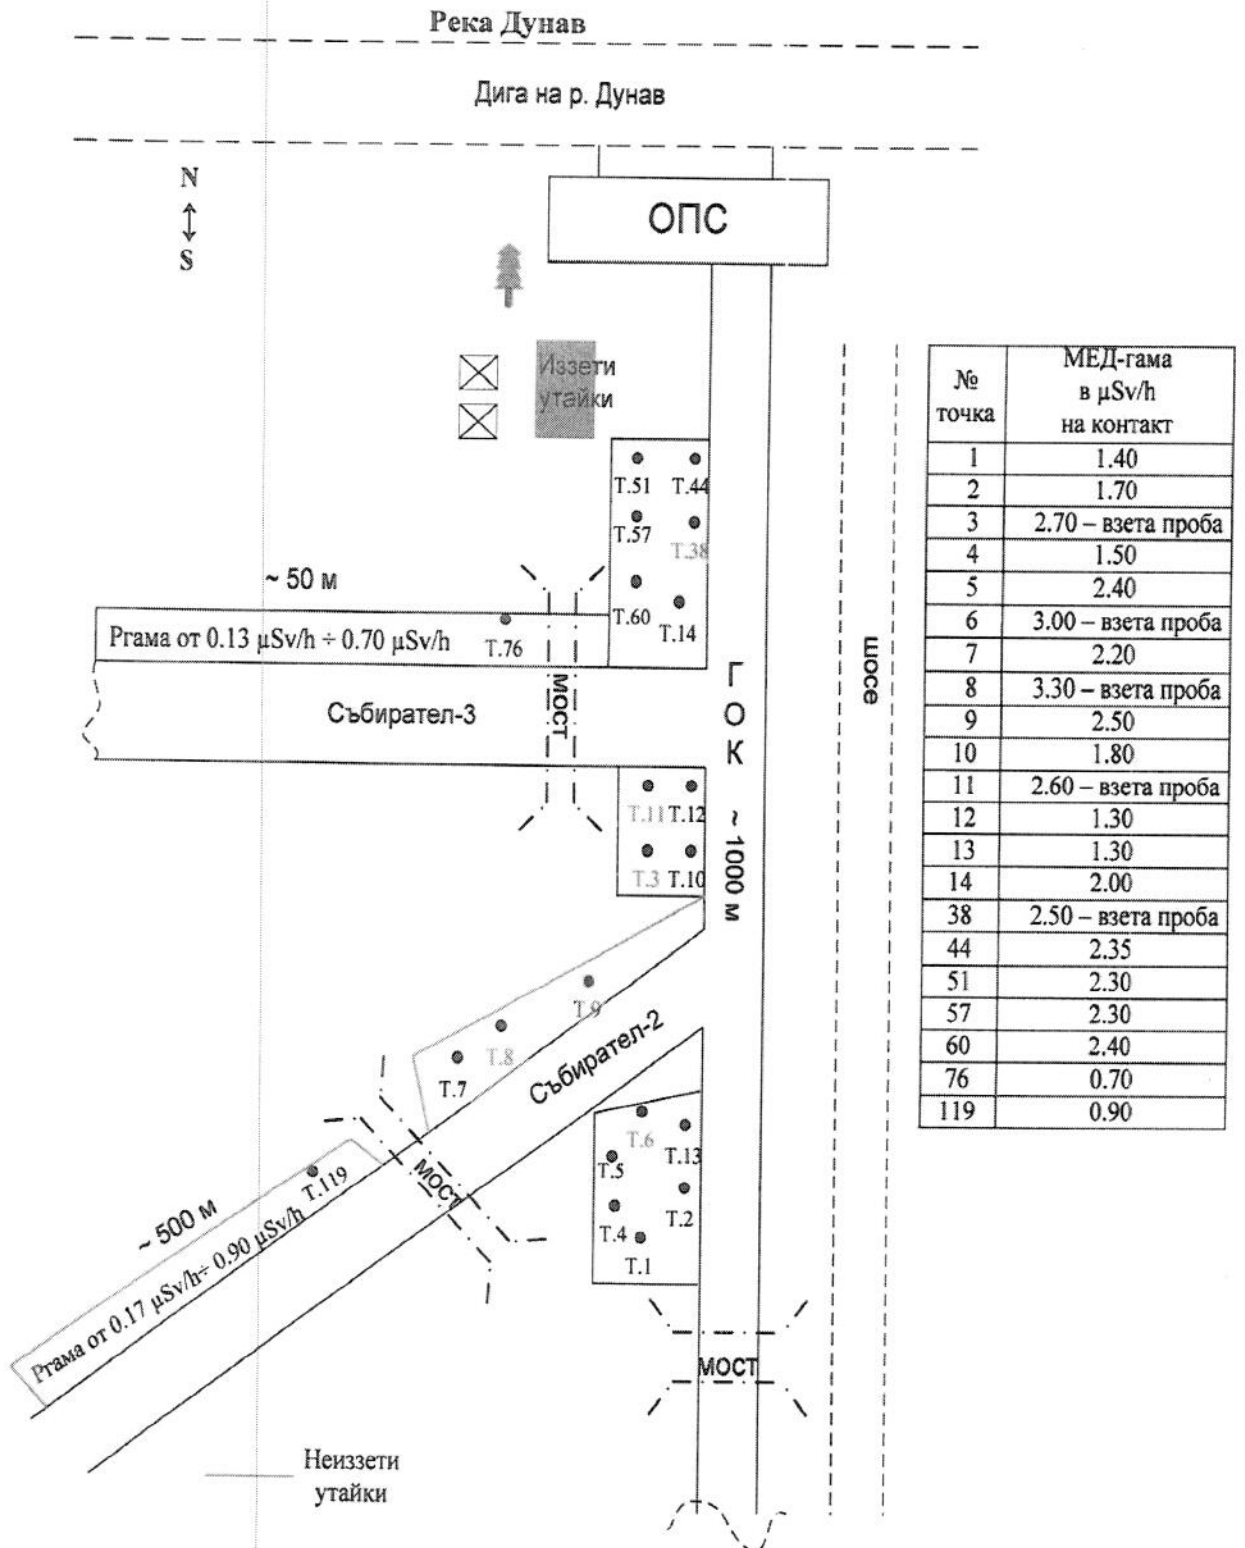 Река Дунав
Дига на р. Дунав
N
S
ОПС
Иззети
утайки
Т.51
Т.44
Т.57
Т.38
Т.60
Т.14
~ 50 м
Ргама от 0.13 µSv/h ÷ 0.70 µSv/h
Т.76
МОСТ
Събирател-3
ГОК ~ 1000 м
шосе
Т.11
Т.12
Т.3
Т.10
Т.9
Т.8
Т.7
Събирател-2
МОСТ
Т.6
Т.13
Т.5
Т.2
Т.4
Т.1
Т.119
~ 500 м
Ргама от 0.17 µSv/h÷ 0.90 µSv/h
МОСТ
Неиззети
утайки
№ точка МЕД-гама в µSv/h на контакт
1 1.40
2 1.70
3 2.70 – взета проба
4 1.50
5 2.40
6 3.00 – взета проба
7 2.20
8 3.30 – взета проба
9 2.50
10 1.80
11 2.60 – взета проба
12 1.30
13 1.30
14 2.00
38 2.50 – взета проба
44 2.35
51 2.30
57 2.30
60 2.40
76 0.70
119 0.90